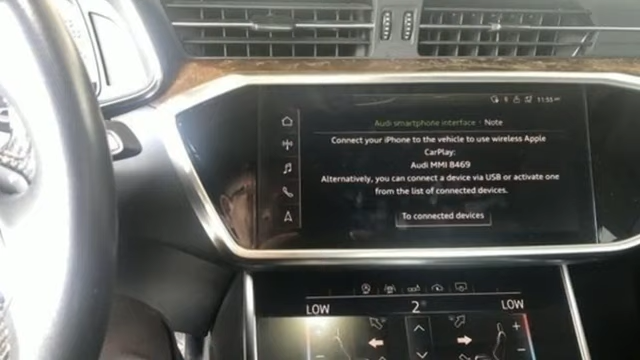 11:55
Audi smartphone interface · Note
Connect your iPhone to the vehicle to use wireless Apple
CarPlay:
Audi MMI 8469
Alternatively, you can connect a device via USB or activate one
from the list of connected devices.
To connected devices
LOW 2 LOW